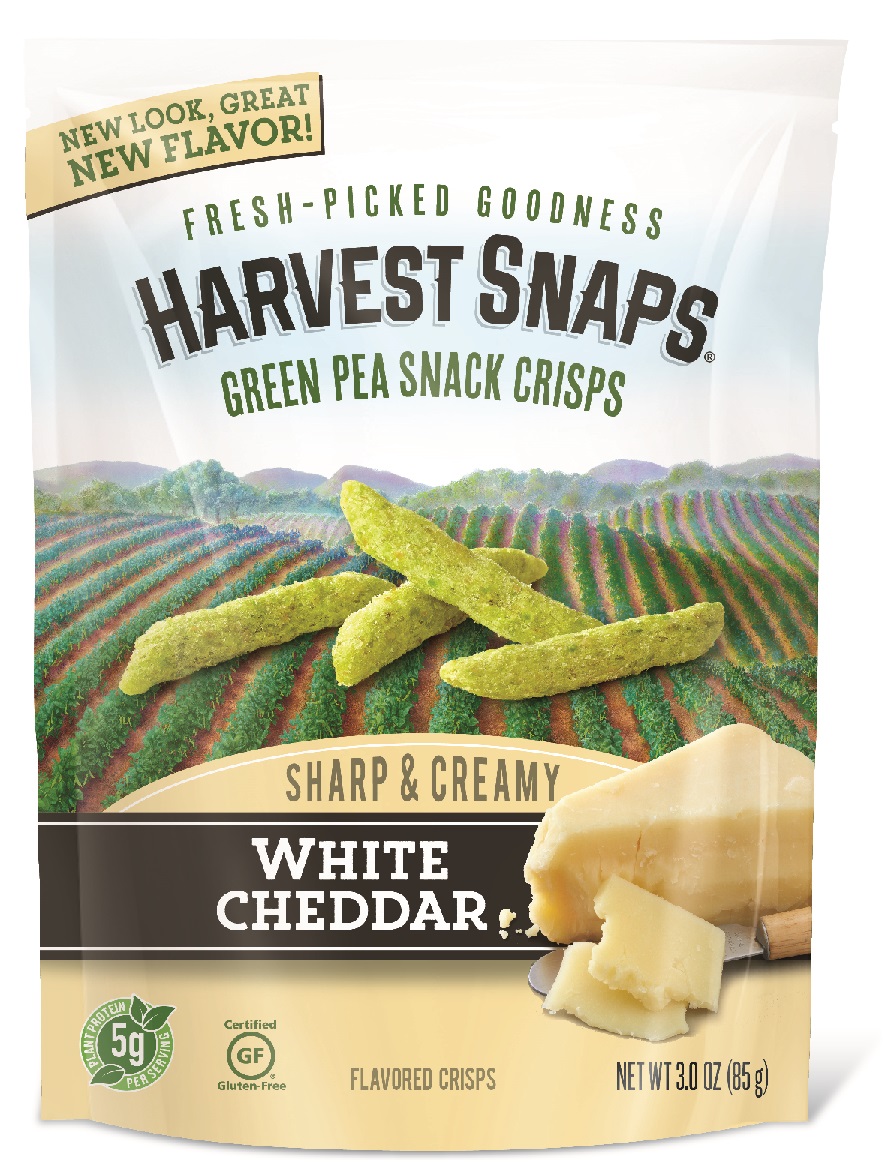 NEW LOOK, GREAT
NEW FLAVOR!
FRESH-PICKED GOODNESS
HARVEST SNAPS®
GREEN PEA SNACK CRISPS
SHARP & CREAMY
WHITE
CHEDDAR
PLANT PROTEIN
5g
PER SERVING
Certified
GF
Gluten-Free
FLAVORED CRISPS
NET WT 3.0 OZ (85 g)